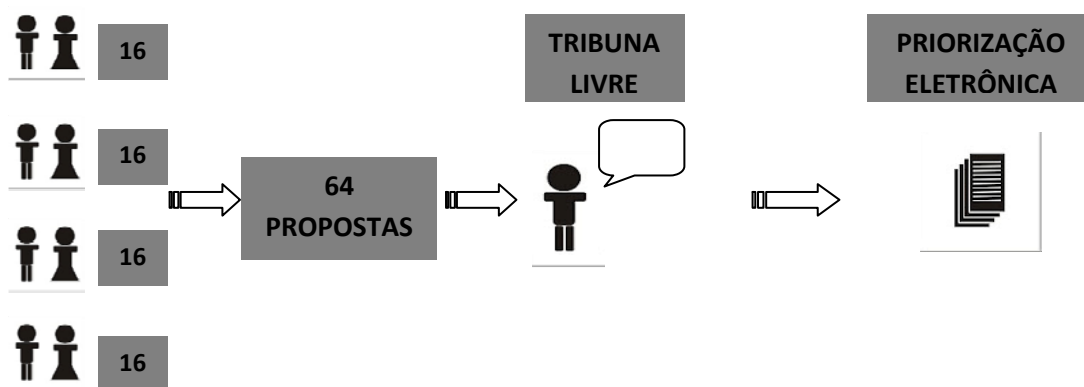 16
16
16
16
64
PROPOSTAS
TRIBUNA
LIVRE
PRIORIZAÇÃO
ELETRÔNICA